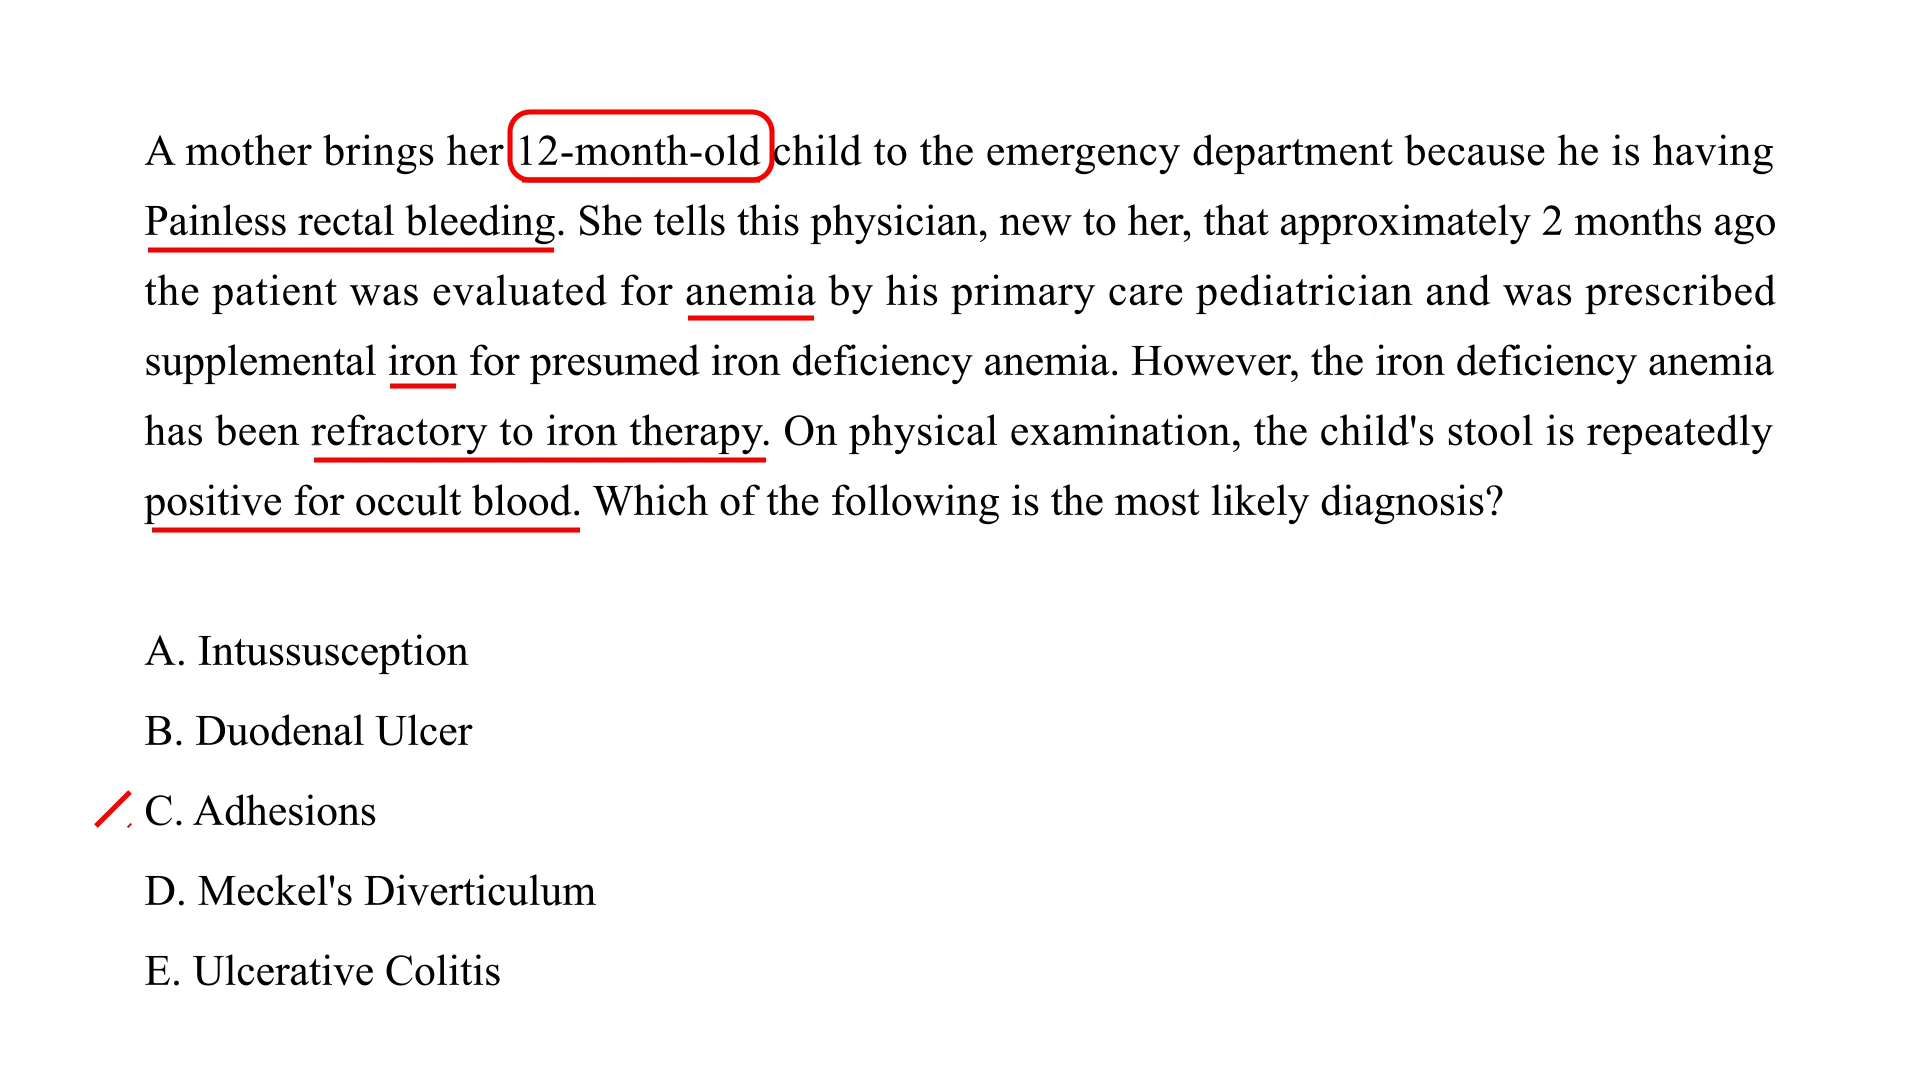 A mother brings her 12-month-old child to the emergency department because he is having
Painless rectal bleeding. She tells this physician, new to her, that approximately 2 months ago
the patient was evaluated for anemia by his primary care pediatrician and was prescribed
supplemental iron for presumed iron deficiency anemia. However, the iron deficiency anemia
has been refractory to iron therapy. On physical examination, the child's stool is repeatedly
positive for occult blood. Which of the following is the most likely diagnosis?
A. Intussusception
B. Duodenal Ulcer
C. Adhesions
D. Meckel's Diverticulum
E. Ulcerative Colitis